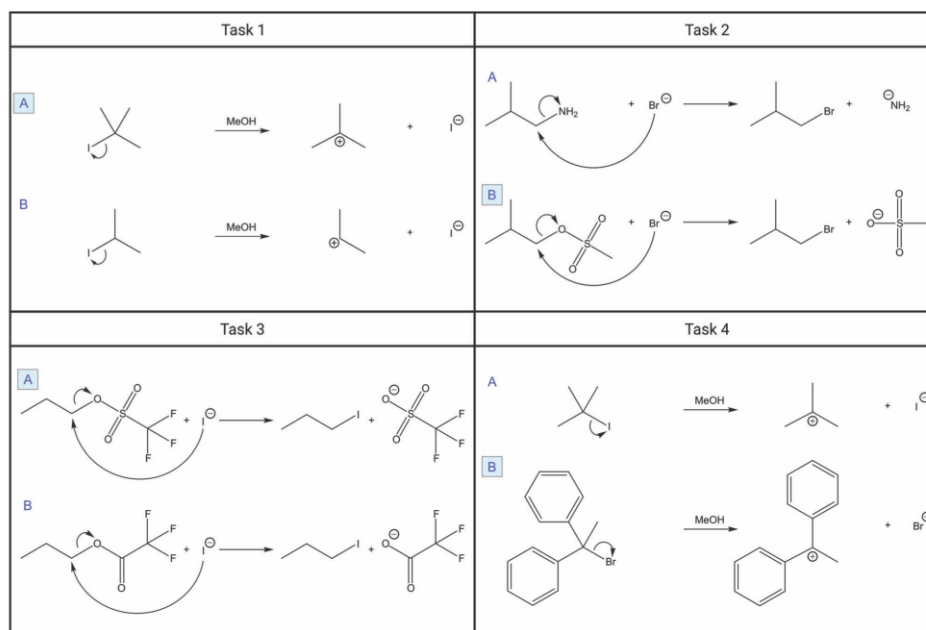 Task 1
Task 2
A
I
MeOH
+
I⊖
B
I
MeOH
+
I⊖
A
NH2
+
Br⊖
Br
+
⊖NH2
B
O
O
S
O
+
Br⊖
Br
+
⊖O
O
S
O
Task 3
Task 4
A
O
O
S
O
F
F
F
+
I⊖
I
+
O
⊖O
S
O
F
F
F
B
O
O
F
F
F
+
I⊖
I
+
⊖O
O
F
F
F
A
I
MeOH
+
I⊖
B
Br
MeOH
+
Br⊖